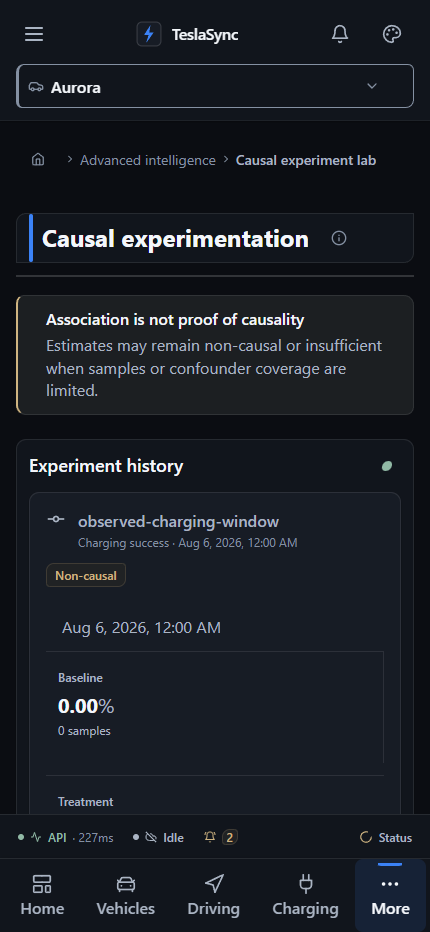 TeslaSync
Aurora
Advanced intelligence
Causal experiment lab
Causal experimentation
Association is not proof of causality
Estimates may remain non-causal or insufficient
when samples or confounder coverage are
limited.
Experiment history
observed-charging-window
Charging success · Aug 6, 2026, 12:00 AM
Non-causal
Aug 6, 2026, 12:00 AM
Baseline
0.00%
0 samples
Treatment
API · 227ms
Idle
2
Status
Home
Vehicles
Driving
Charging
More